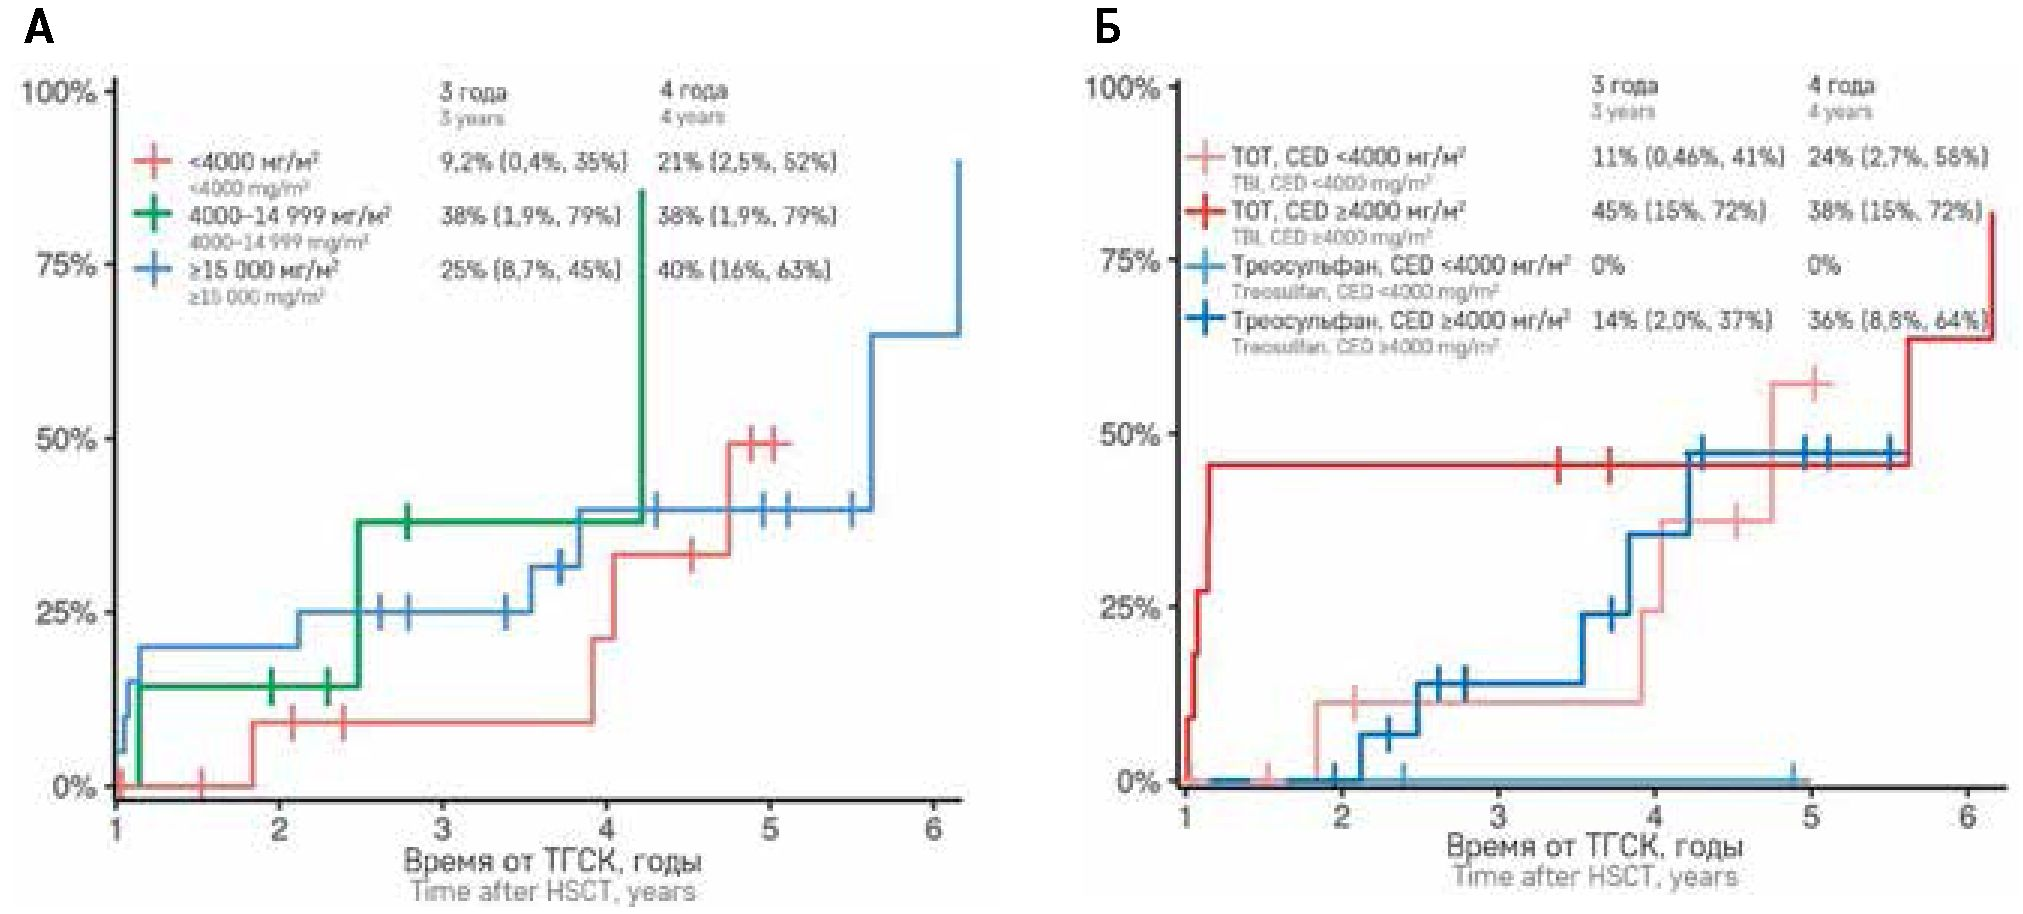 А
100%
75%
50%
25%
0%
3 года
3 years
4 года
4 years
<4000 мг/м² 9,2% (0,4%, 35%) 21% (2,5%, 52%)
<4000 mg/m²
4000–14 999 мг/м² 38% (1,9%, 79%) 38% (1,9%, 79%)
4000–14 999 mg/m²
≥15 000 мг/м² 25% (8,7%, 45%) 40% (16%, 63%)
≥15 000 mg/m²
1 2 3 4 5 6
Время от ТГСК, годы
Time after HSCT, years
Б
100%
75%
50%
25%
0%
3 года
3 years
4 года
4 years
ТОТ, CED <4000 мг/м² 11% (0,46%, 41%) 24% (2,7%, 58%)
TBI, CED <4000 mg/m²
ТОТ, CED ≥4000 мг/м² 45% (15%, 72%) 38% (15%, 72%)
TBI, CED ≥4000 mg/m²
Треосульфан, CED <4000 мг/м² 0% 0%
Treosulfan, CED <4000 mg/m²
Треосульфан, CED ≥4000 мг/м² 14% (2,0%, 37%) 36% (8,8%, 64%)
Treosulfan, CED ≥4000 mg/m²
1 2 3 4 5 6
Время от ТГСК, годы
Time after HSCT, years